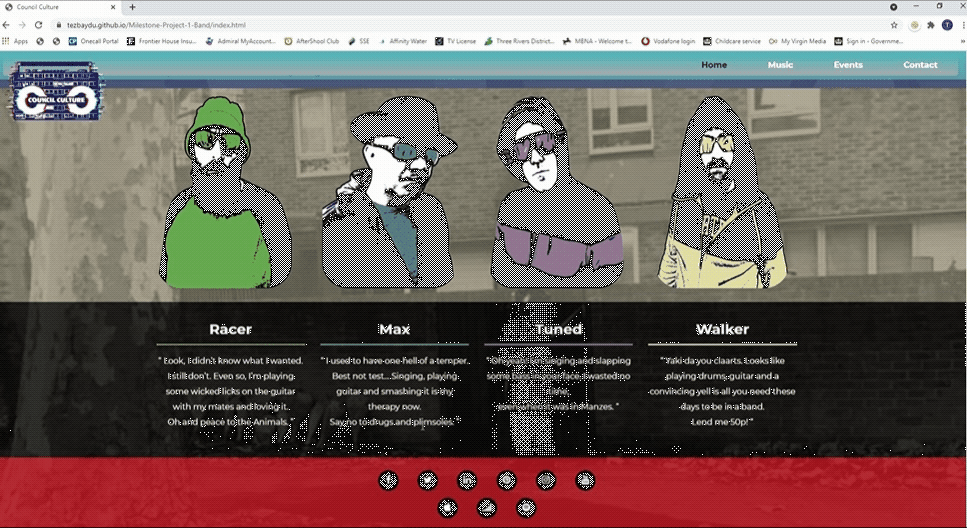 Council Culture
tezbaydu.github.io/Milestone-Project-1-Band/index.html
Apps
Onecall Portal
Frontier House Insu...
Admiral MyAccount...
AfterShool Club
SSE
Affinity Water
TV License
Three Rivers District...
MBNA - Welcome t...
Vodafone login
Childcare service
My Virgin Media
Sign in - Governme...
Home
Music
Events
Contact
COUNCIL CULTURE
Racer
Max
Tuned
Walker
" Look, I didn't know what I wanted.
I still don't. Even so, I'm playing
some wicked licks on the guitar
with my mates and loving it..
Oh and peace to the Animals. "
"I used to have one hell of a temper..
Best not test....Singing, playing
guitar and smashing it is my
therapy now.
Say no to drugs and plimsoles. "
singing and slapping
face. I wasted no
time,
Manzes. "
"Yaki da you claarts. Looks like
playing drums, guitar and a
convincing yell is all you need these
days to be in a band.
Lend me 50p! "